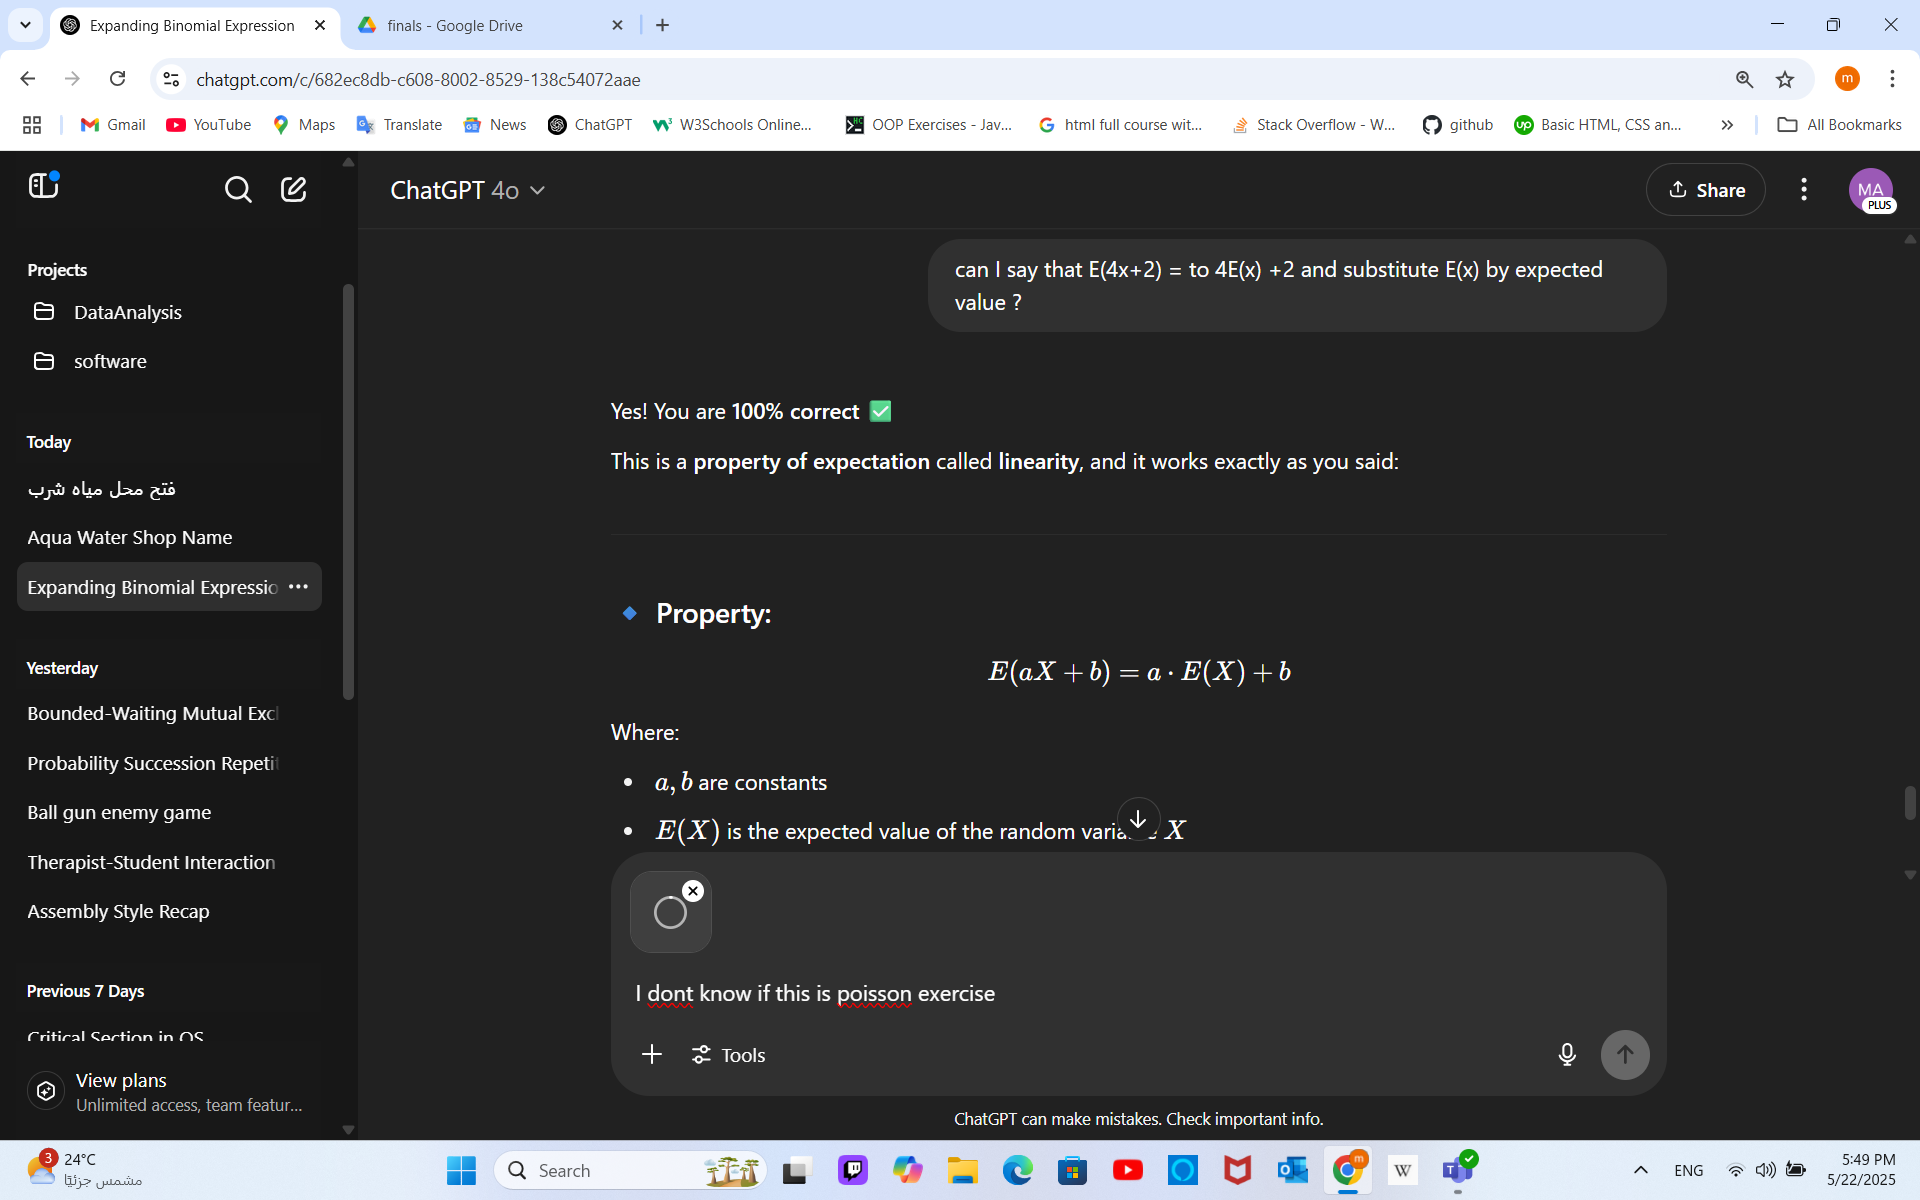 Expanding Binomial Expression
finals - Google Drive
chatgpt.com/c/682ec8db-c608-8002-8529-138c54072aae
m
Gmail
YouTube
Maps
Translate
News
ChatGPT
W3Schools Online...
OOP Exercises - Jav...
html full course wit...
Stack Overflow - W...
github
Basic HTML, CSS an...
All Bookmarks
ChatGPT 4o
Share
MA
PLUS
Projects
DataAnalysis
software
Today
فتح محل مياه شرب
Aqua Water Shop Name
Expanding Binomial Expressio
Yesterday
Bounded-Waiting Mutual Exc
Probability Succession Repeti
Ball gun enemy game
Therapist-Student Interaction
Assembly Style Recap
Previous 7 Days
Critical Section in OS
View plans
Unlimited access, team featur...
can I say that E(4x+2) = to 4E(x) +2 and substitute E(x) by expected
value ?
Yes! You are 100% correct ✅
This is a property of expectation called linearity, and it works exactly as you said:
Property:
E(aX + b) = a · E(X) + b
Where:
a, b are constants
E(X) is the expected value of the random varia X
I dont know if this is poisson exercise
Tools
ChatGPT can make mistakes. Check important info.
3
24°C
مشمس جزئيًا
Search
m
W
ENG
5:49 PM
5/22/2025